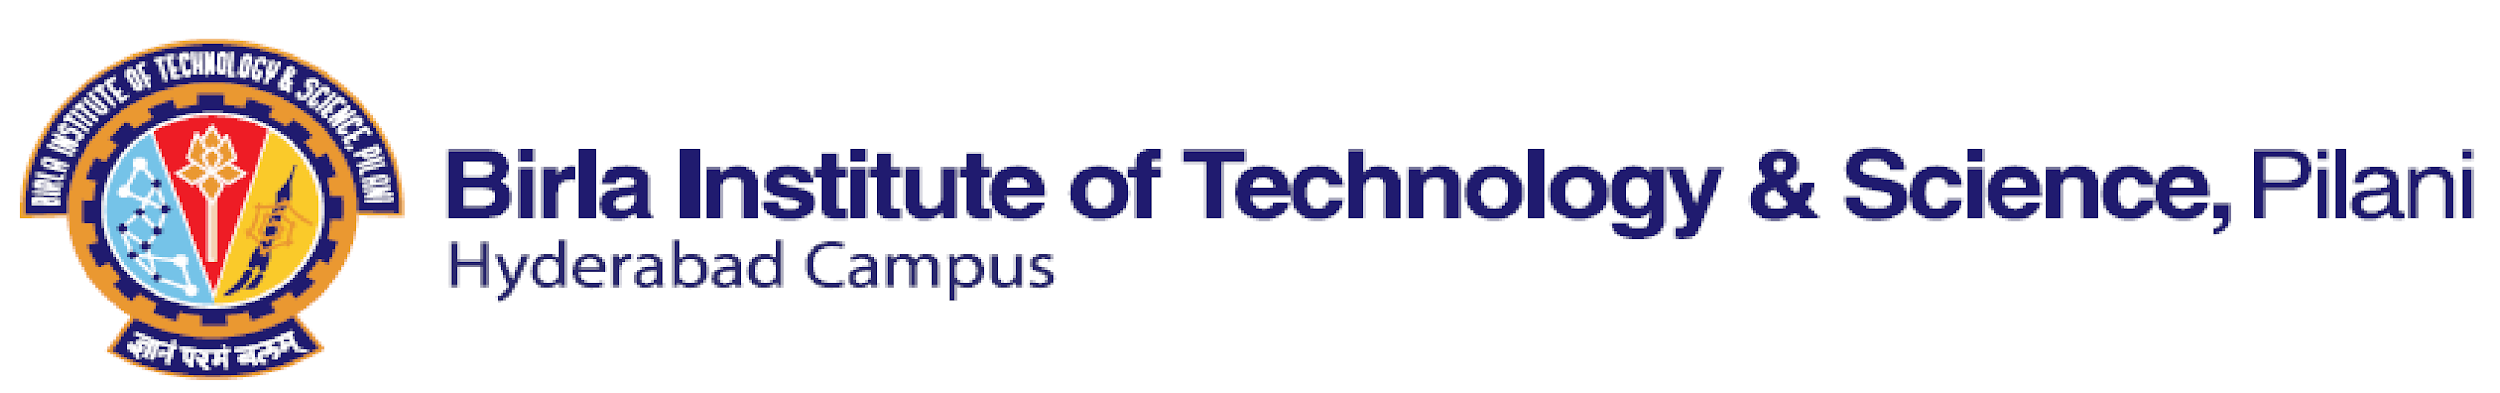 BIRLA INSTITUTE OF TECHNOLOGY & SCIENCE, PILANI
ज्ञानं परमं बलम्
Birla Institute of Technology & Science, Pilani
Hyderabad Campus